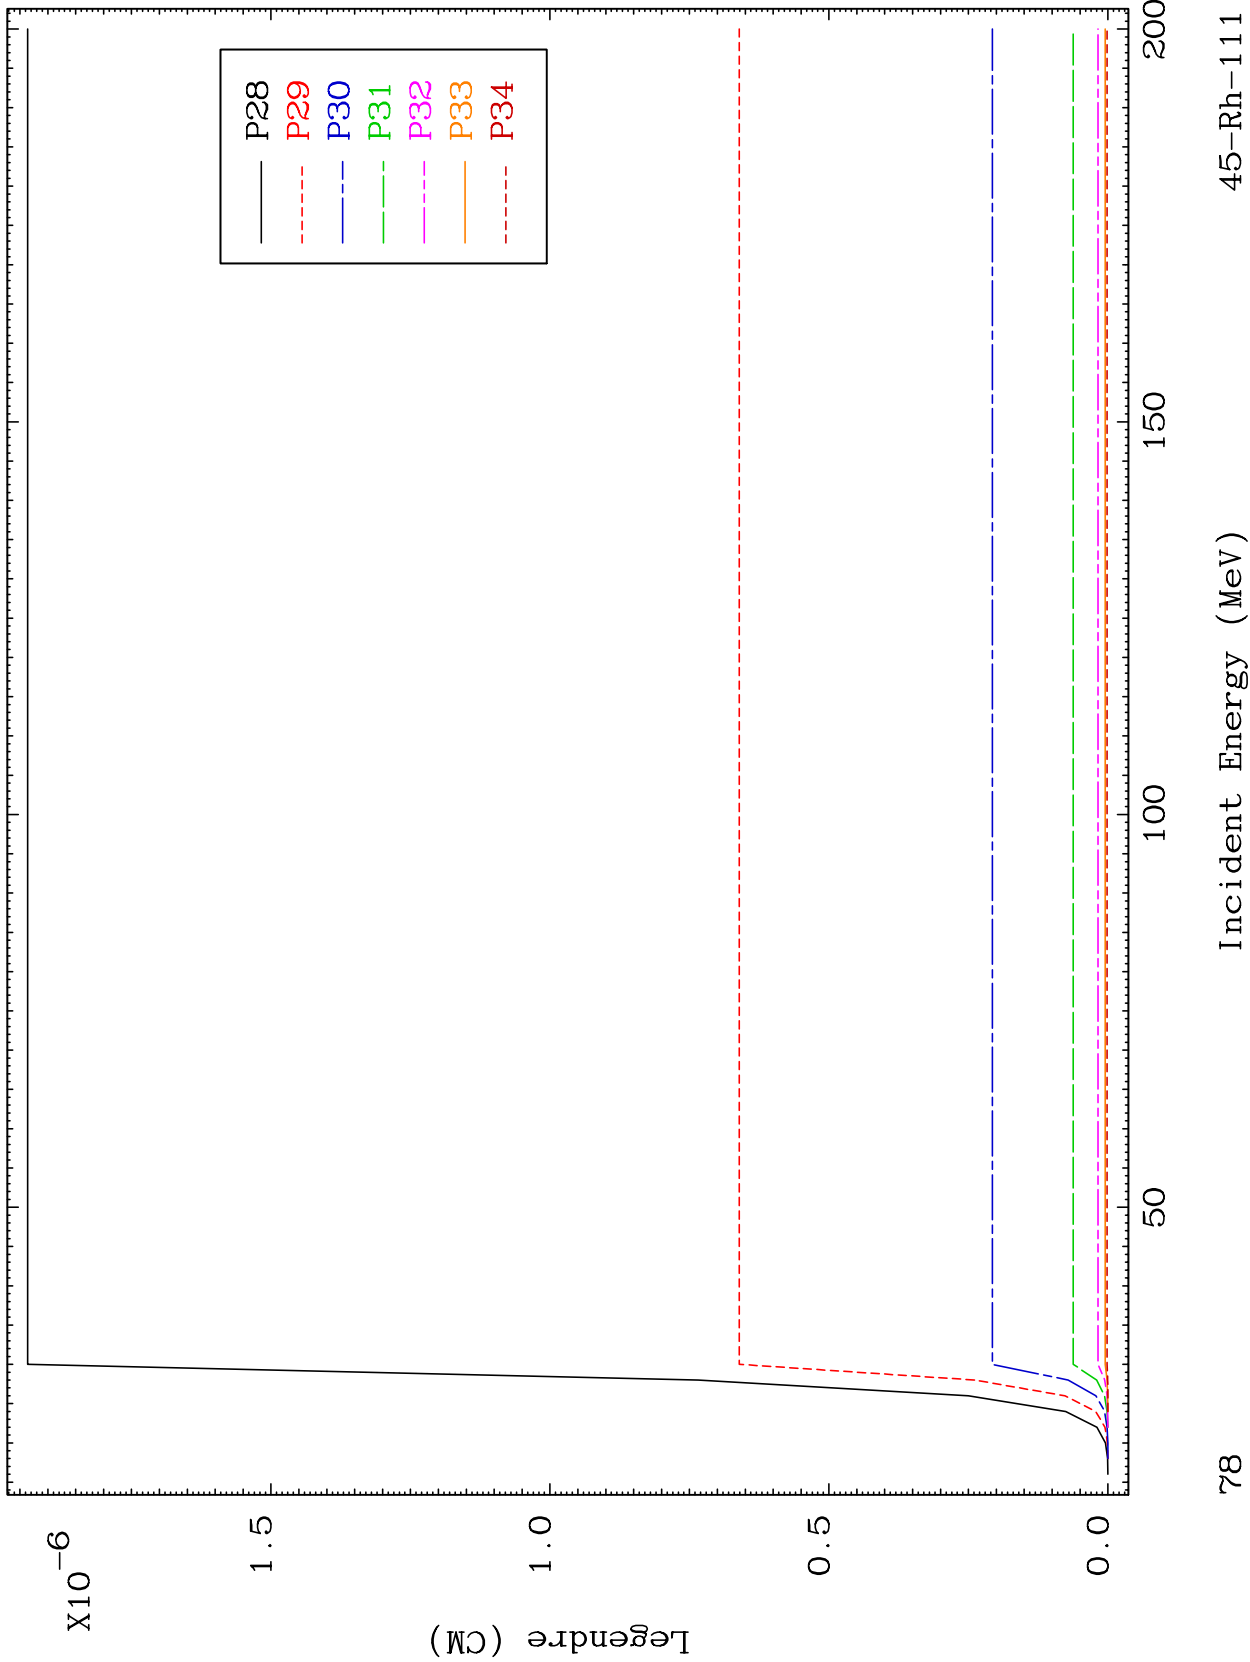 X10-6
1.5
1.0
0.5
0.0
Legendre (CM)
P28
P29
P30
P31
P32
P33
P34
50
100
150
200
Incident Energy (MeV)
78
45-Rh-111